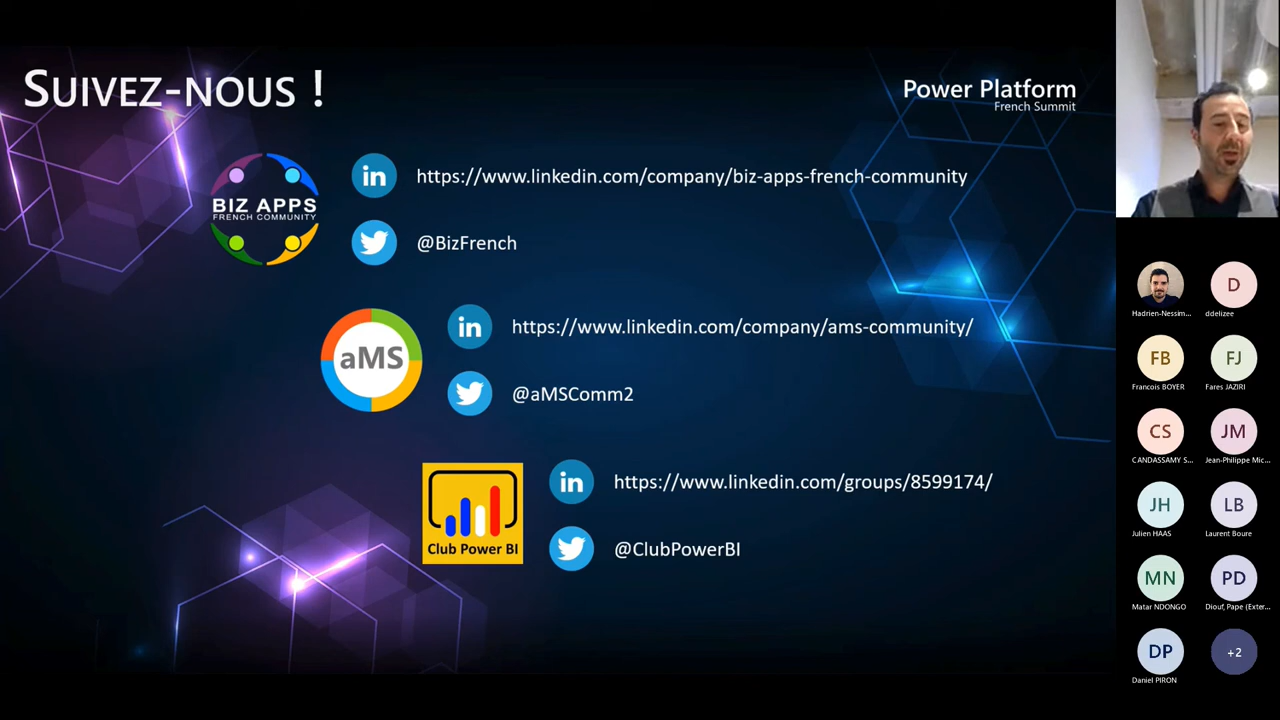 SUIVEZ-NOUS !
Power Platform
French Summit
BIZ APPS
FRENCH COMMUNITY
in
https://www.linkedin.com/company/biz-apps-french-community
@BizFrench
aMS
in
https://www.linkedin.com/company/ams-community/
@aMSComm2
Club Power BI
in
https://www.linkedin.com/groups/8599174/
@ClubPowerBI
Hadrien-Nessim...
D
ddelizee
FB
Francois BOYER
FJ
Fares JAZIRI
CS
CANDASSAMY S...
JM
Jean-Philippe Mic...
JH
Julien HAAS
LB
Laurent Boure
MN
Matar NDONGO
PD
Diouf, Pape (Exter...
DP
Daniel PIRON
+2